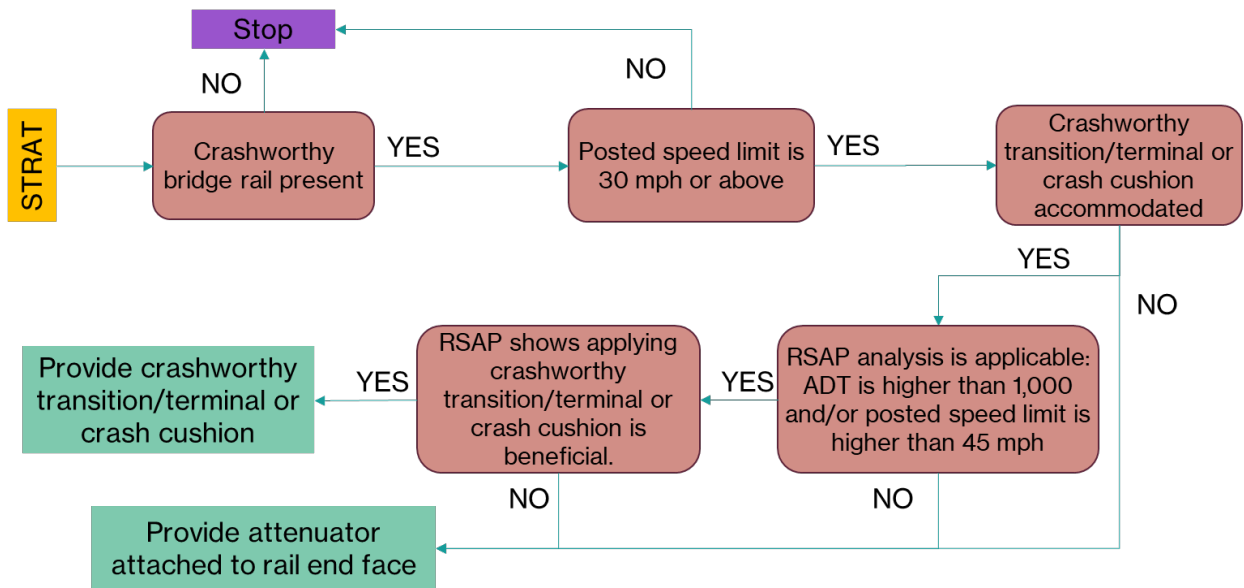 Stop
NO
NO
STRAT
Crashworthy
bridge rail present
YES
Posted speed limit is
30 mph or above
YES
Crashworthy
transition/terminal or
crash cushion
accommodated
YES
NO
Provide crashworthy
transition/terminal or
crash cushion
YES
RSAP shows applying
crashworthy
transition/terminal or
crash cushion is
beneficial.
YES
RSAP analysis is applicable:
ADT is higher than 1,000
and/or posted speed limit is
higher than 45 mph
NO
NO
Provide attenuator
attached to rail end face